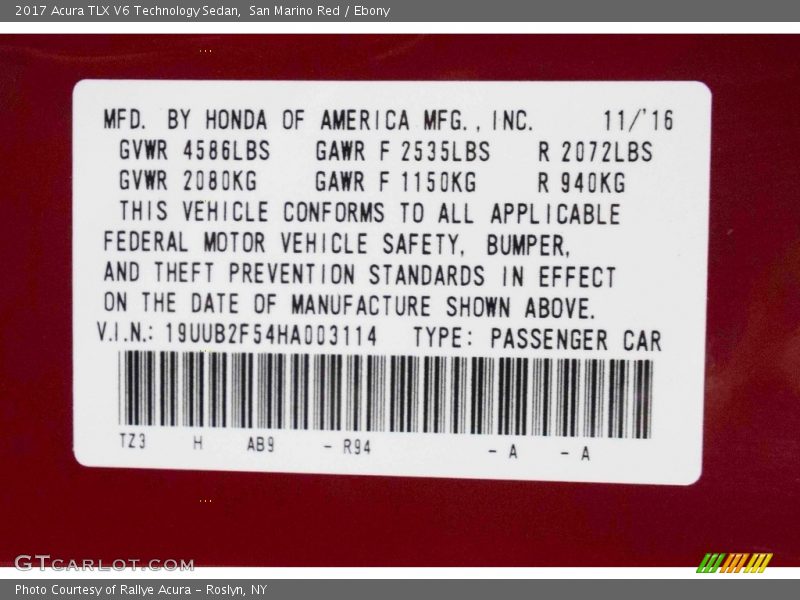 2017 Acura TLX V6 Technology Sedan, San Marino Red / Ebony
MFD. BY HONDA OF AMERICA MFG., INC. 11/'16
GVWR 4586LBS GAWR F 2535LBS R 2072LBS
GVWR 2080KG GAWR F 1150KG R 940KG
THIS VEHICLE CONFORMS TO ALL APPLICABLE
FEDERAL MOTOR VEHICLE SAFETY, BUMPER,
AND THEFT PREVENTION STANDARDS IN EFFECT
ON THE DATE OF MANUFACTURE SHOWN ABOVE.
V.I.N.: 19UUB2F54HA003114 TYPE: PASSENGER CAR
TZ3 H AB9 - R94 - A - A
GTCARLOT.COM
Photo Courtesy of Rallye Acura - Roslyn, NY